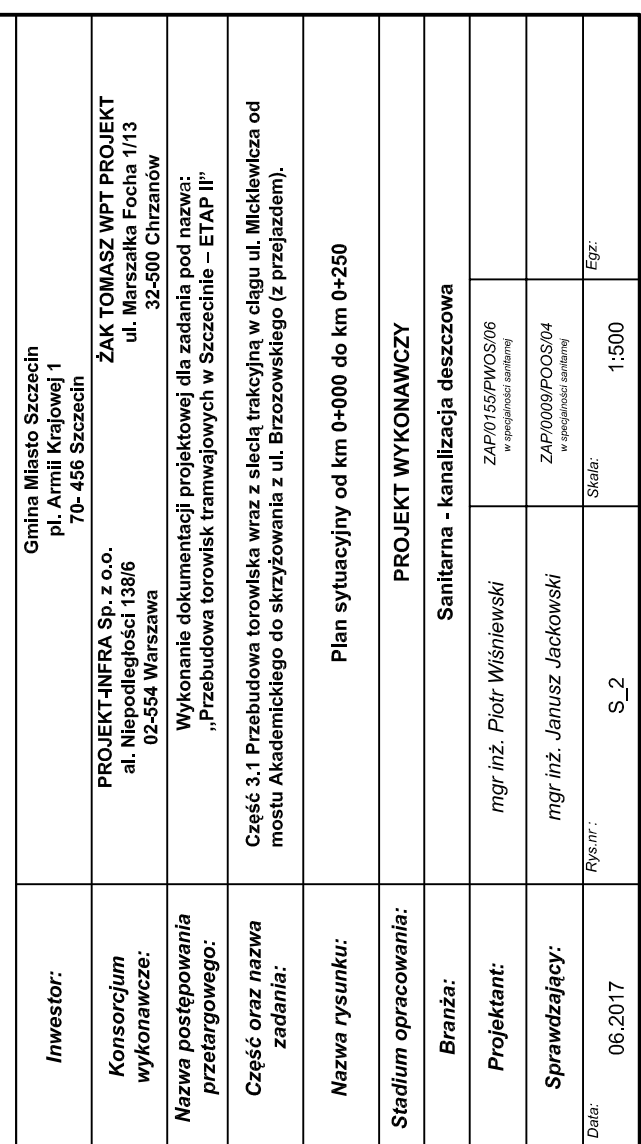 Inwestor:
Gmina Miasto Szczecin
pl. Armii Krajowej 1
70- 456 Szczecin
Konsorcjum
wykonawcze:
PROJEKT-INFRA Sp. z o.o.
al. Niepodległości 138/6
02-554 Warszawa
ŻAK TOMASZ WPT PROJEKT
ul. Marszałka Focha 1/13
32-500 Chrzanów
Nazwa postępowania
przetargowego:
Wykonanie dokumentacji projektowej dla zadania pod nazwa:
„Przebudowa torowisk tramwajowych w Szczecinie – ETAP II”
Część oraz nazwa
zadania:
Część 3.1 Przebudowa torowiska wraz z siecią trakcyjną w ciągu ul. Mickiewicza od
mostu Akademickiego do skrzyżowania z ul. Brzozowskiego (z przejazdem).
Nazwa rysunku:
Plan sytuacyjny od km 0+000 do km 0+250
Stadium opracowania:
PROJEKT WYKONAWCZY
Branża:
Sanitarna - kanalizacja deszczowa
Projektant:
mgr inż. Piotr Wiśniewski
ZAP/0155/PWOS/06
w specjalności sanitarnej
Sprawdzający:
mgr inż. Janusz Jackowski
ZAP/0009/POOS/04
w specjalności sanitarnej
Data:
06.2017
Rys.nr :
S_2
Skala:
1:500
Egz: